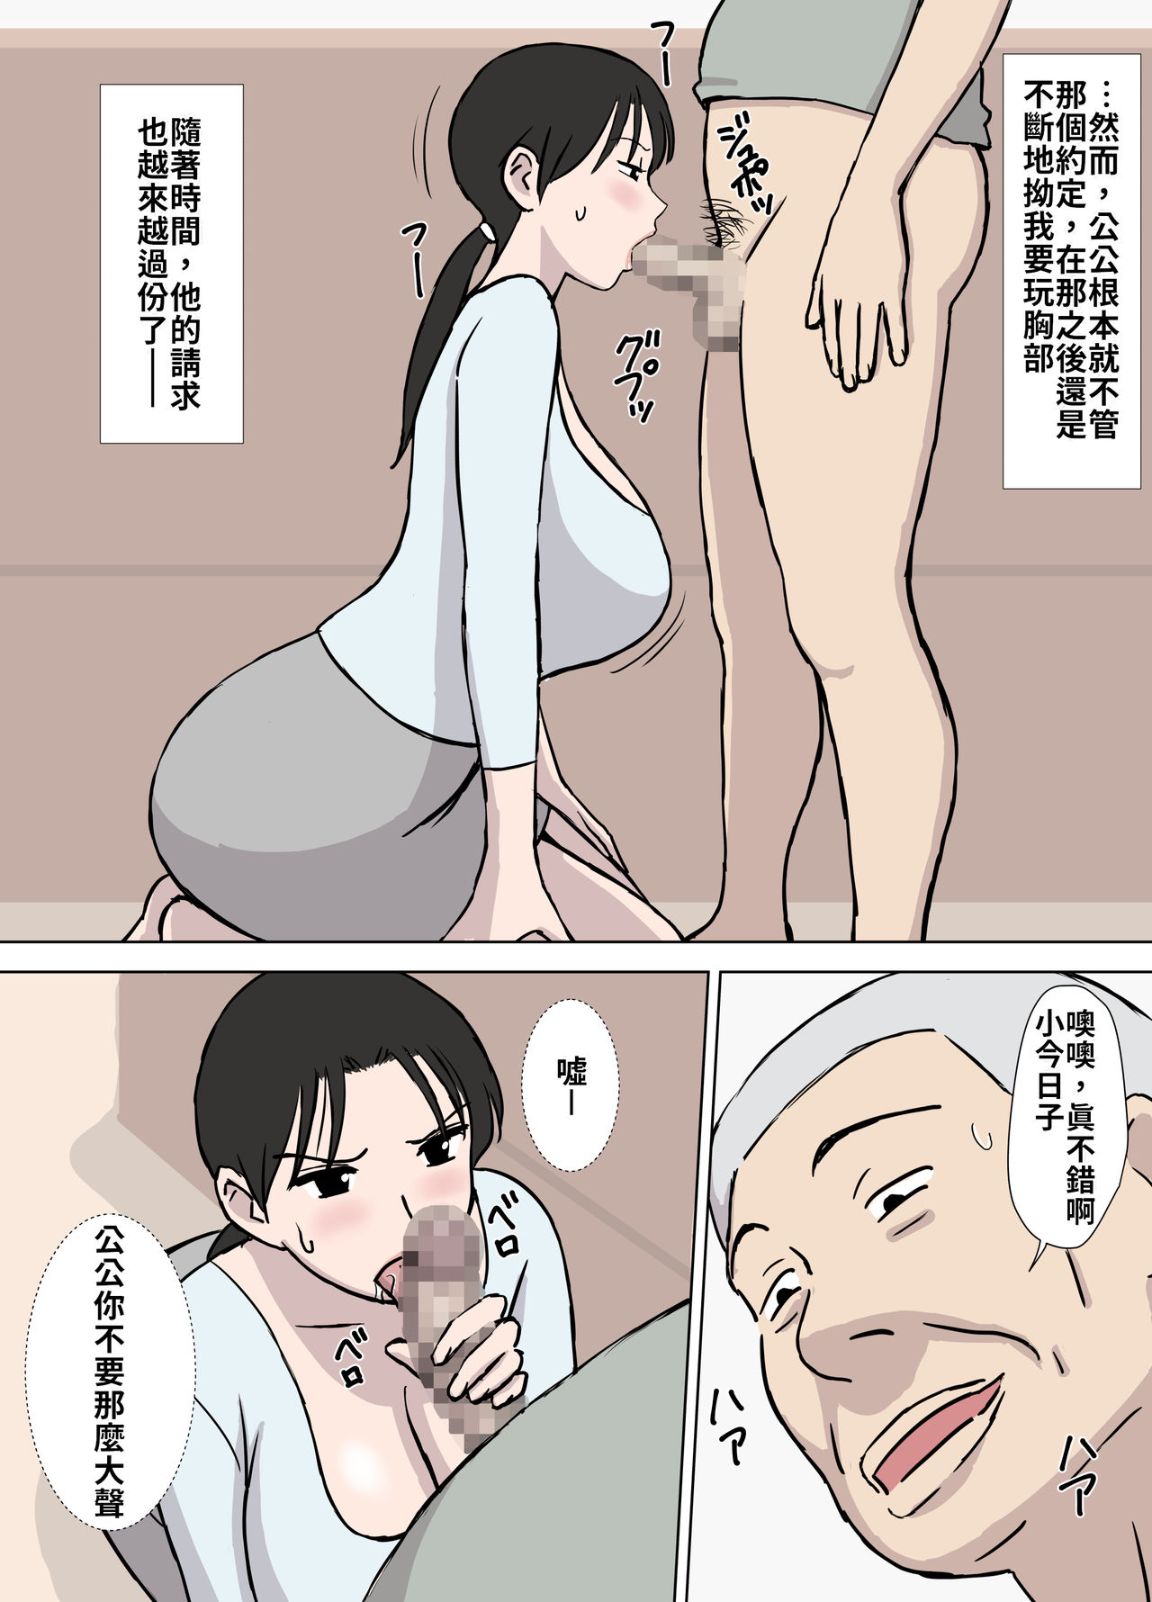 …然而，公公根本就不管
那個約定，在那之後還是
不斷地拗我要玩胸部
フー
ジュポッ
隨著時間，他的請求
也越來越過份了——
フー
グプッ
噢噢，眞不錯啊
小今日子
ハァ
ハァ
噓—
ベロ
ベロ
公公你不要那麼大聲